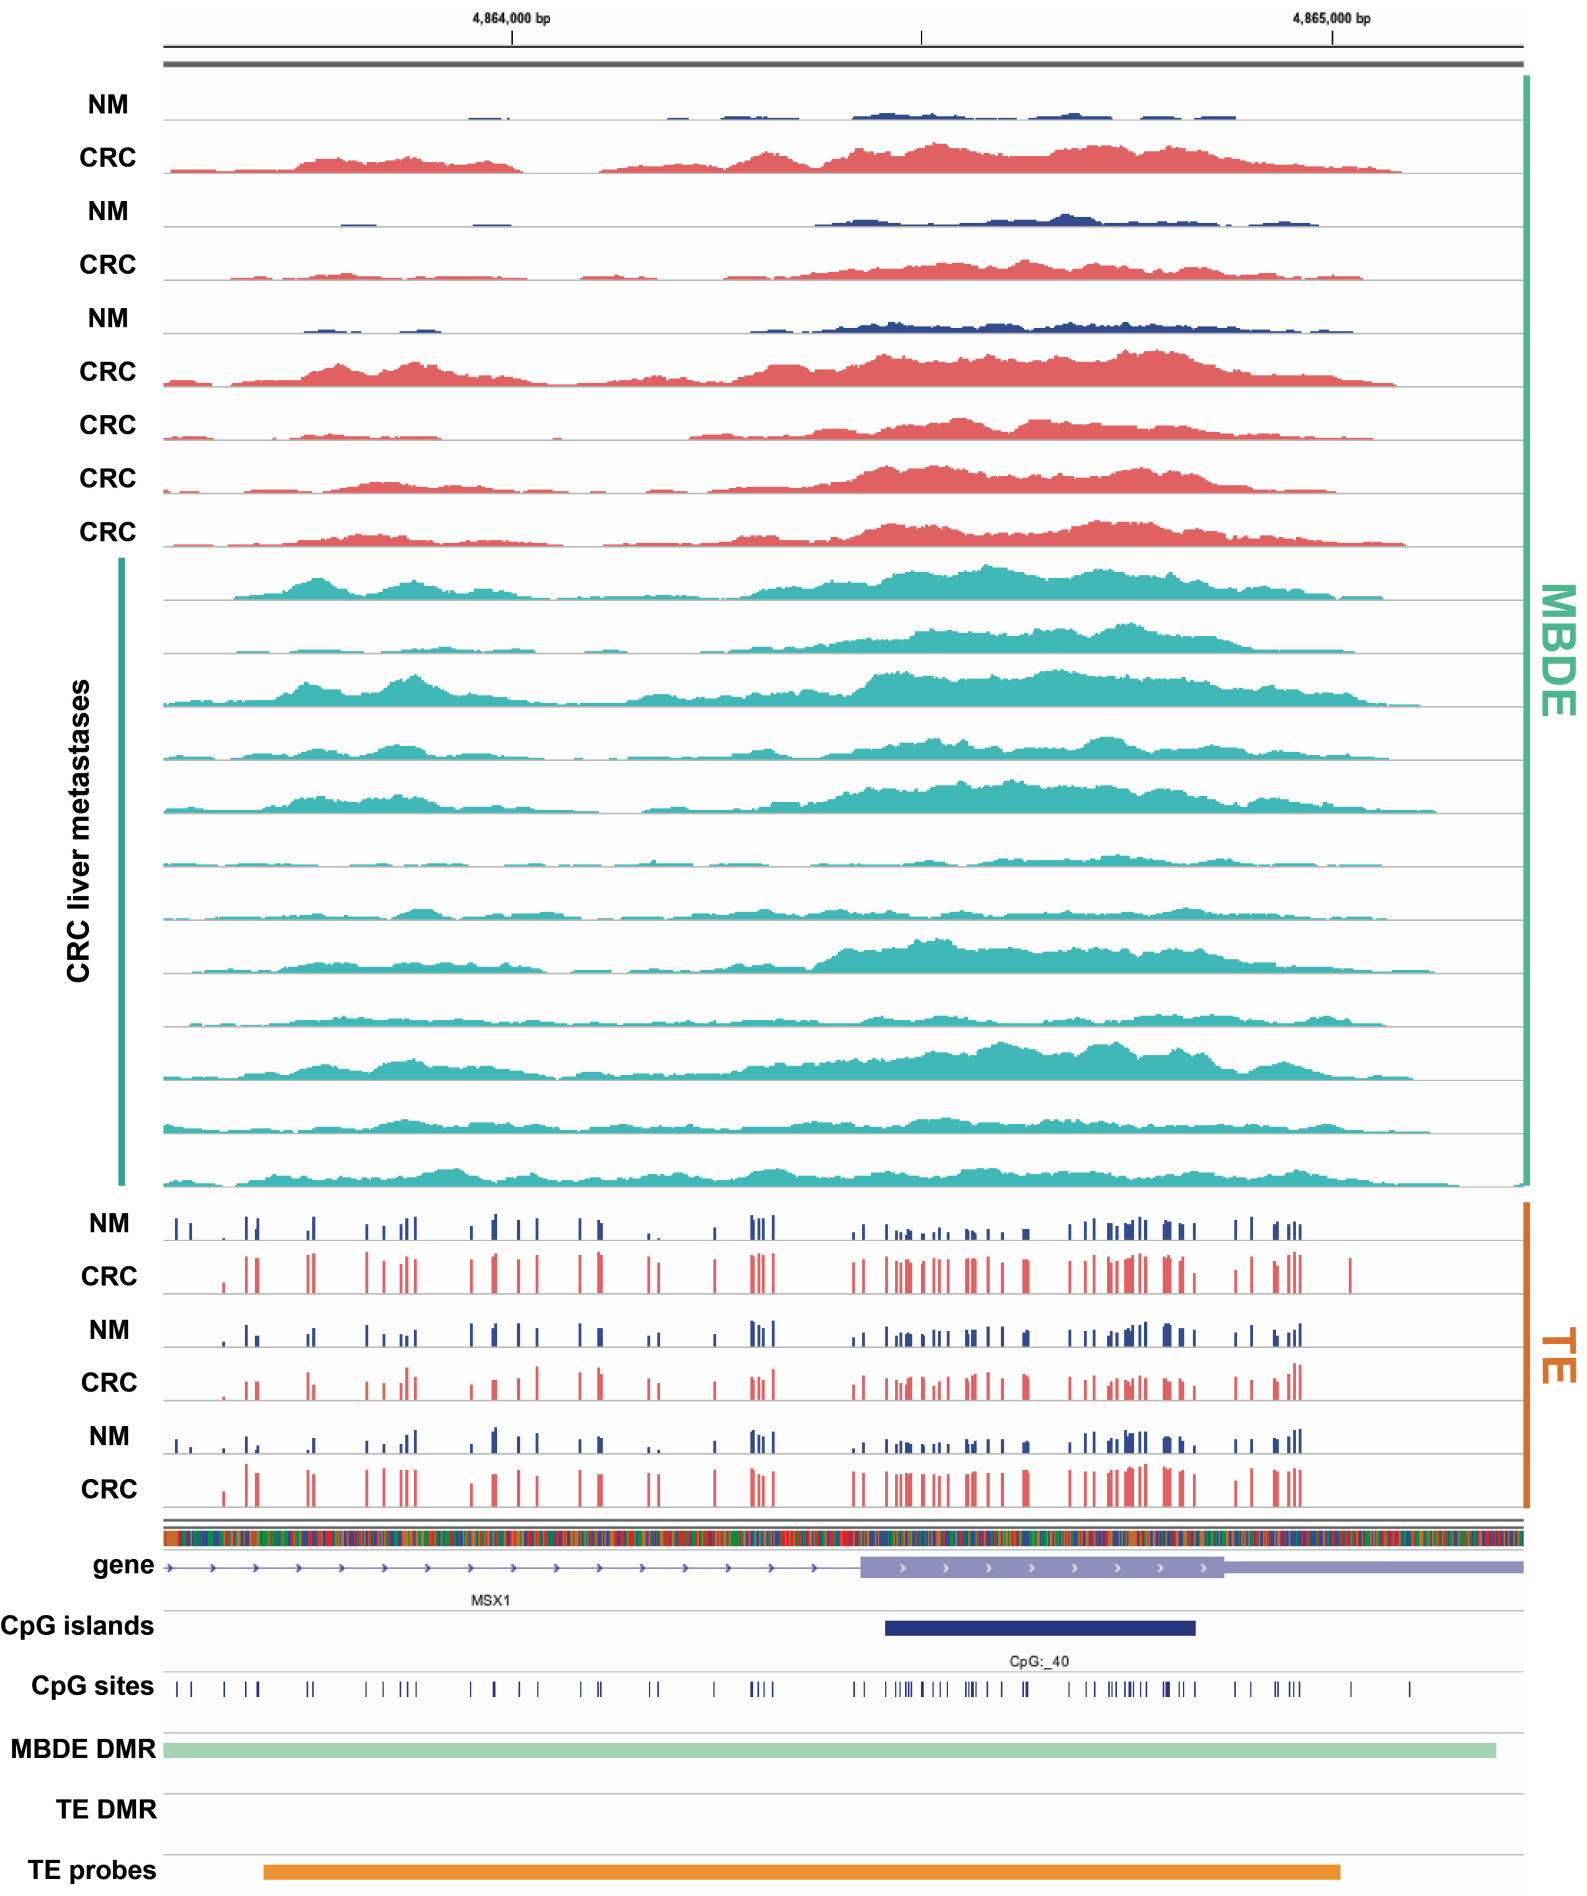 4,864,000 bp
4,865,000 bp
NM
CRC
NM
CRC
NM
CRC
CRC
CRC
CRC
CRC liver metastases
MBDE
NM
CRC
NM
CRC
NM
CRC
TE
gene
MSX1
CpG islands
CpG:_40
CpG sites
MBDE DMR
TE DMR
TE probes